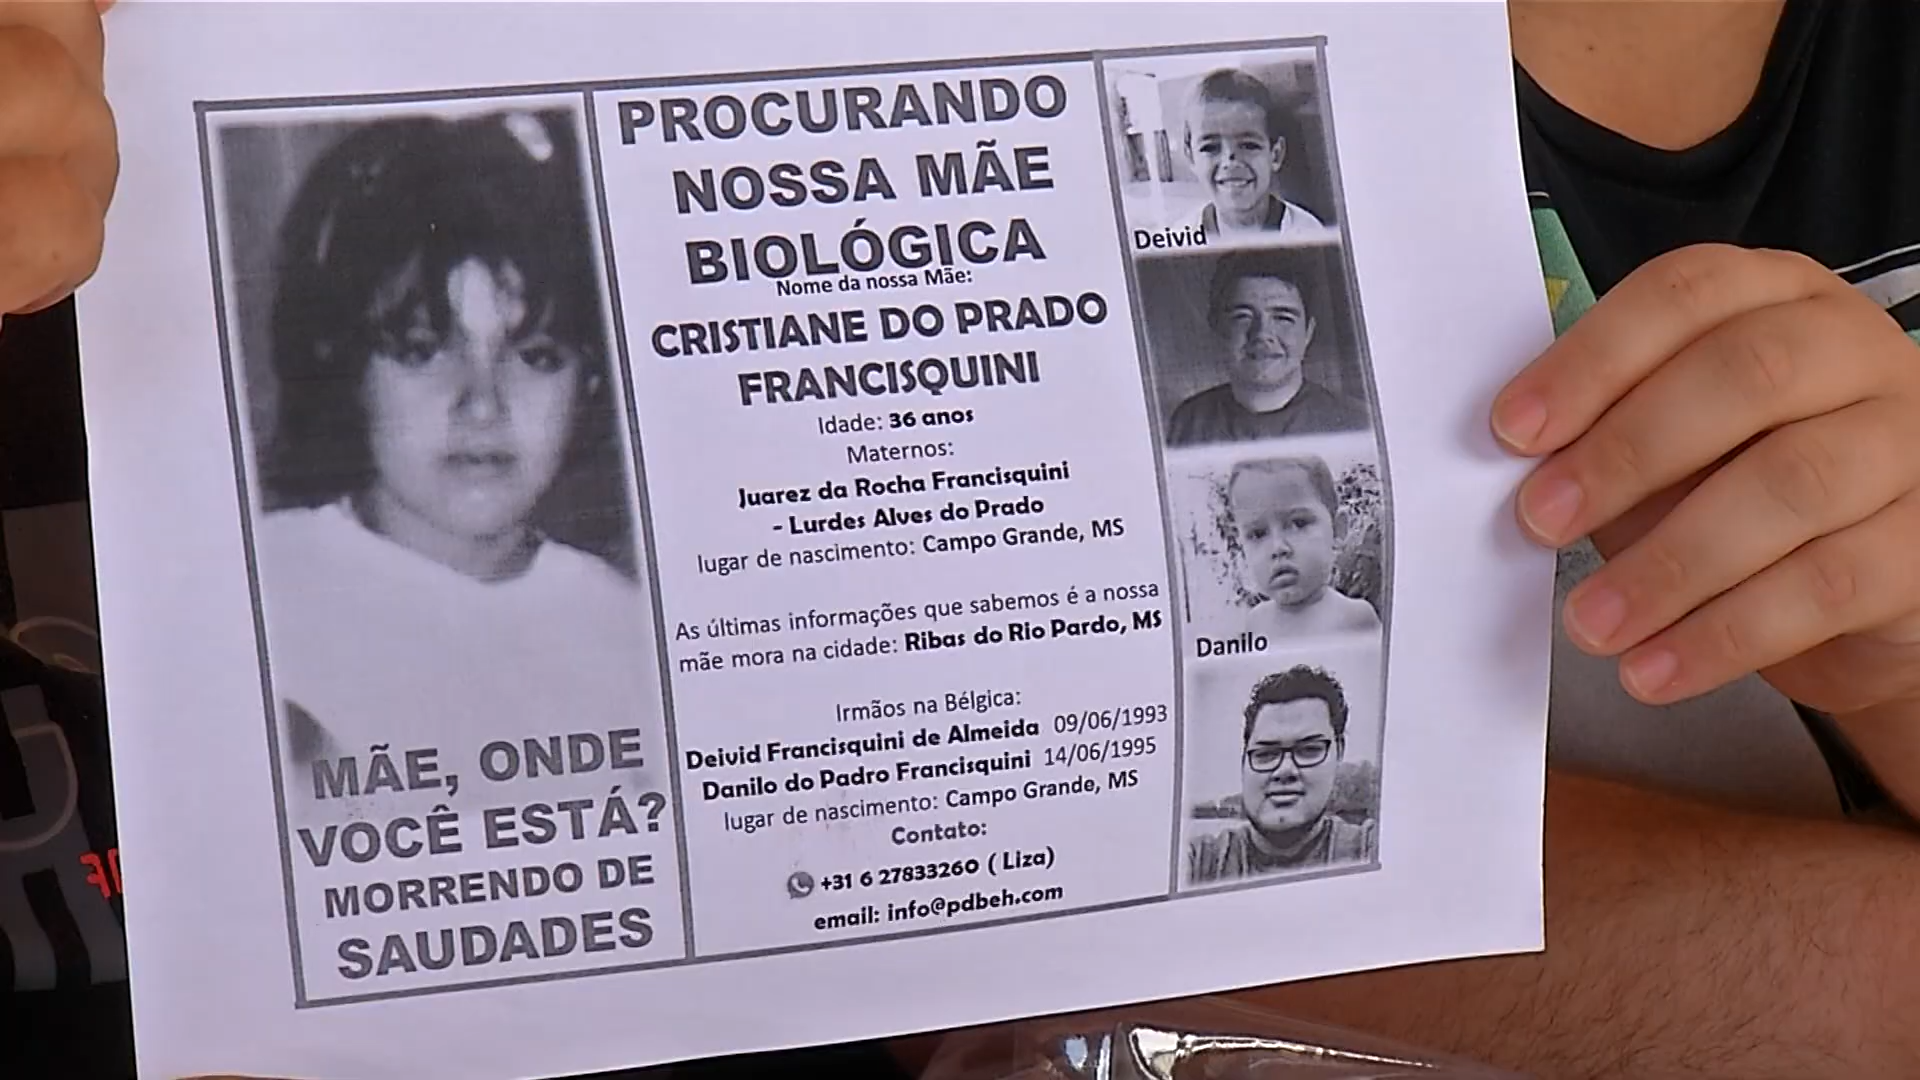 MÃE, ONDE
VOCÊ ESTÁ?
MORRENDO DE
SAUDADES
PROCURANDO
NOSSA MÃE
BIOLÓGICA
Nome da nossa Mãe:
CRISTIANE DO PRADO
FRANCISQUINI
Idade: 36 anos
Maternos:
Juarez da Rocha Francisquini
- Lurdes Alves do Prado
lugar de nascimento: Campo Grande, MS
As últimas informações que sabemos é a nossa
mãe mora na cidade: Ribas do Rio Pardo, MS
Irmãos na Bélgica:
Deivid Francisquini de Almeida 09/06/1993
Danilo do Padro Francisquini 14/06/1995
lugar de nascimento: Campo Grande, MS
Contato:
+31 6 27833260 ( Liza)
email: info@pdbeh.com
Deivid
Danilo